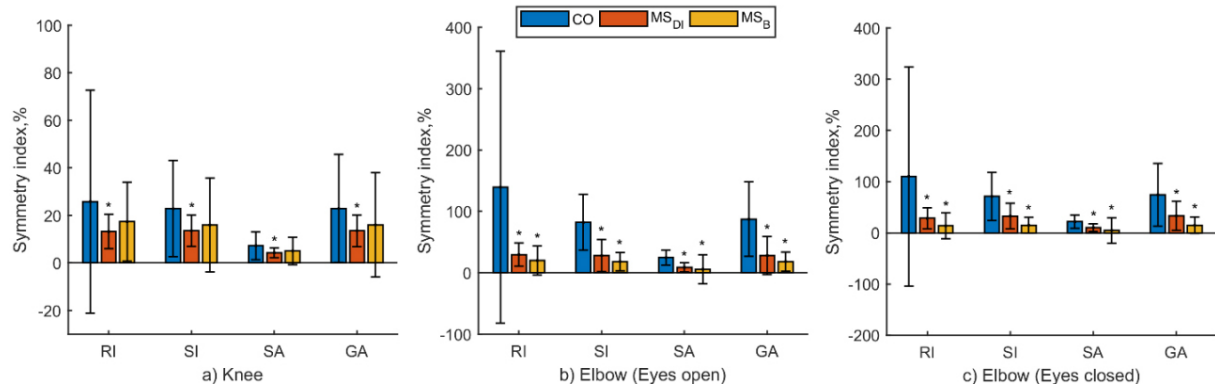 CO MS_DI MS_B
Symmetry index,%
100
80
60
40
20
0
-20
* * * *
RI SI SA GA
a) Knee
Symmetry index,%
400
300
200
100
0
-100
* * * * * * * *
RI SI SA GA
b) Elbow (Eyes open)
Symmetry index,%
400
300
200
100
0
-100
-200
* * * * * * * *
RI SI SA GA
c) Elbow (Eyes closed)